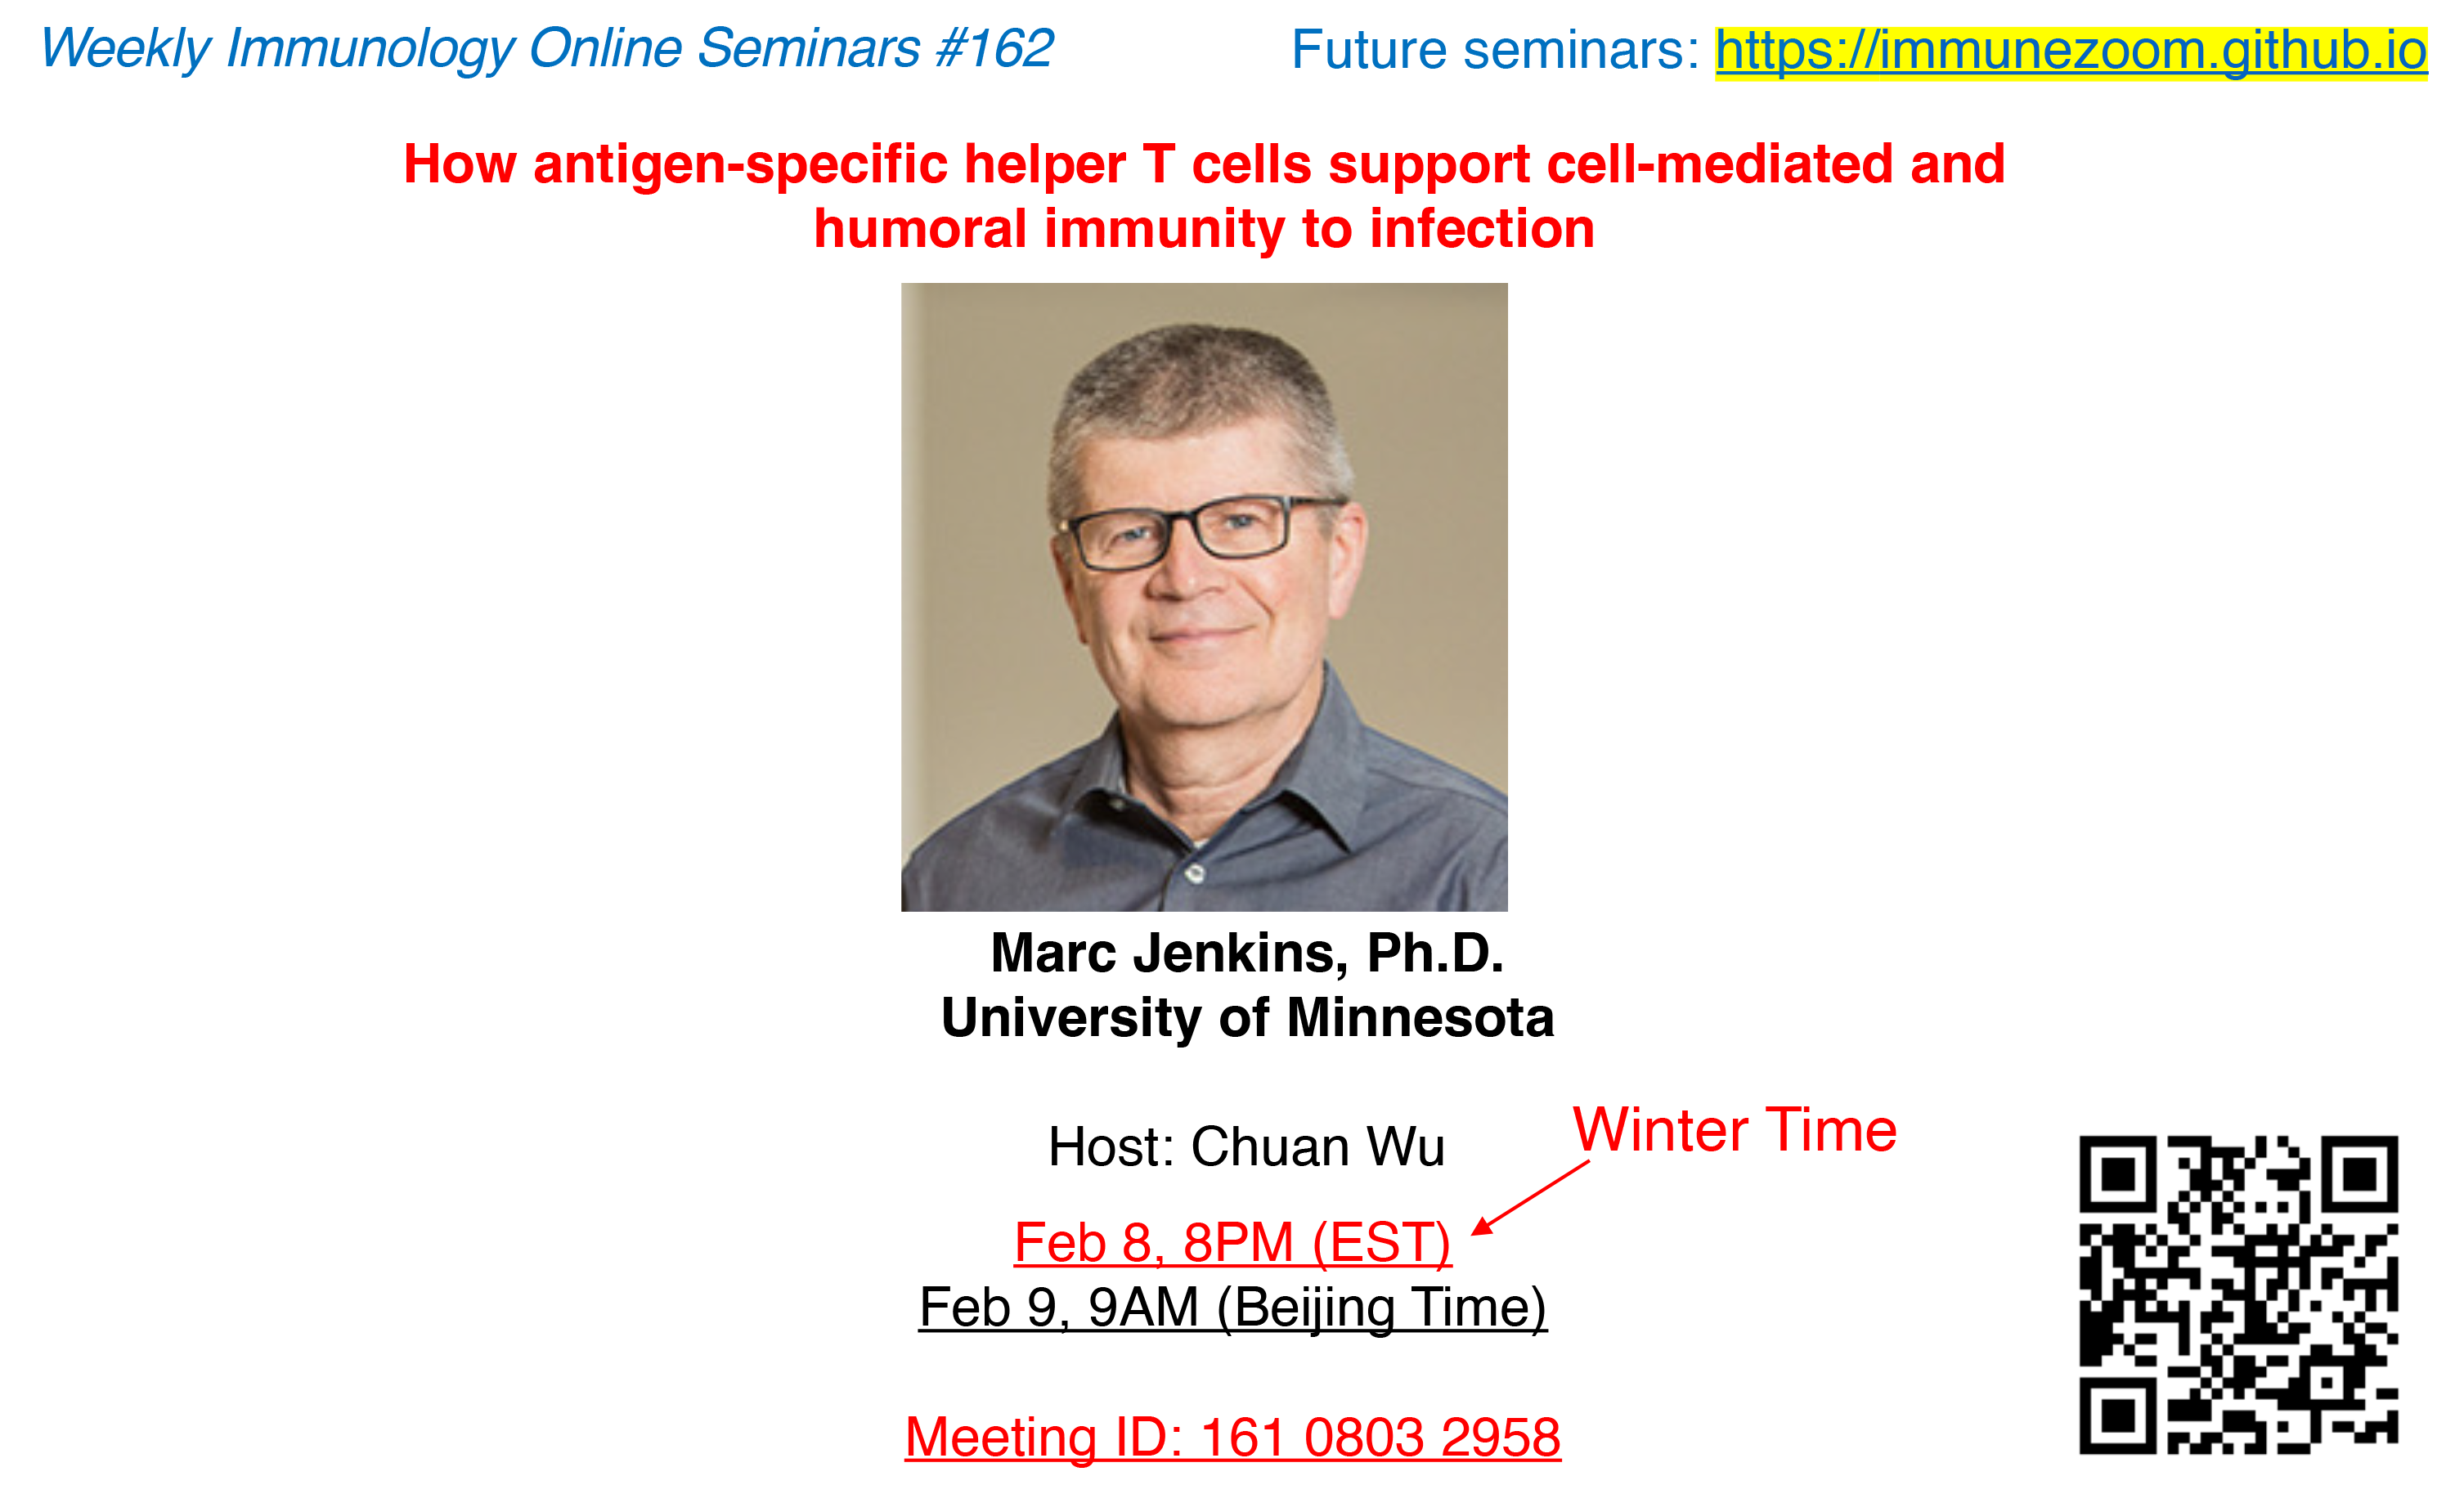 Weekly Immunology Online Seminars #162
Future seminars: https://immunezoom.github.io
How antigen-specific helper T cells support cell-mediated and
humoral immunity to infection
Marc Jenkins, Ph.D.
University of Minnesota
Host: Chuan Wu
Winter Time
Feb 8, 8PM (EST)
Feb 9, 9AM (Beijing Time)
Meeting ID: 161 0803 2958